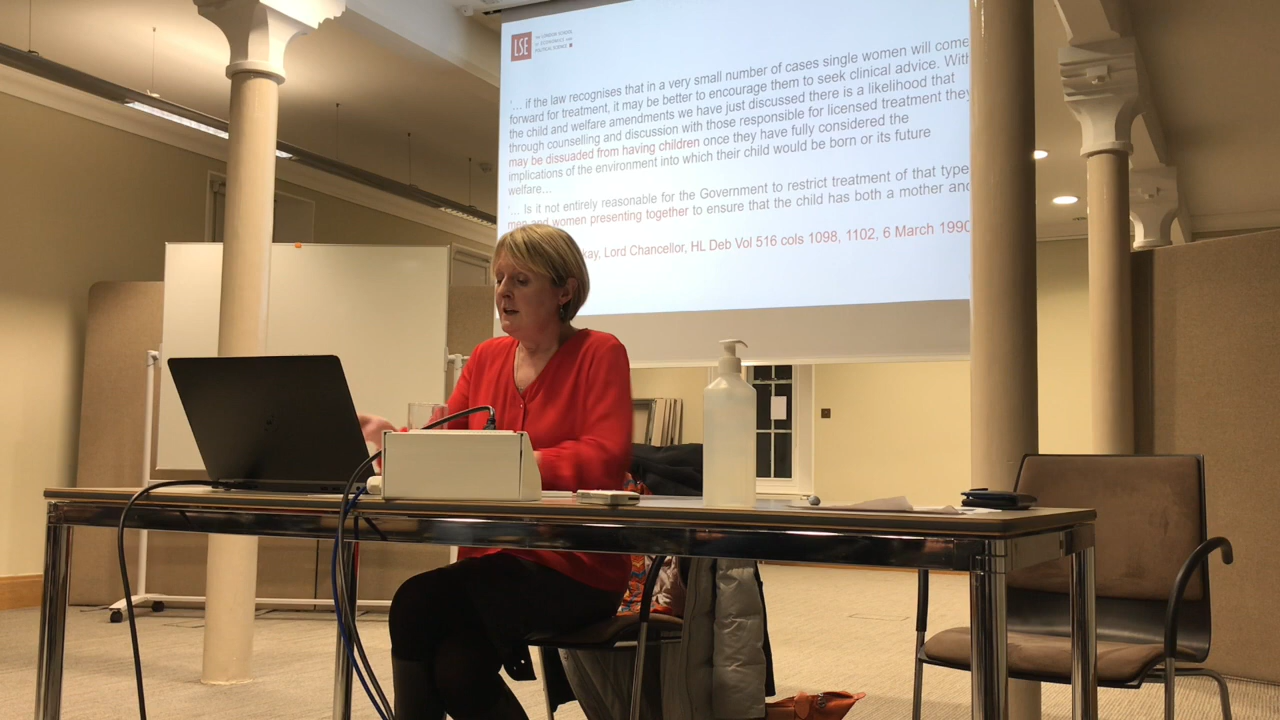 LSE
THE LONDON SCHOOL
OF ECONOMICS AND
POLITICAL SCIENCE
'… if the law recognises that in a very small number of cases single women will come
forward for treatment, it may be better to encourage them to seek clinical advice. With
the child and welfare amendments we have just discussed there is a likelihood that
through counselling and discussion with those responsible for licensed treatment they
may be dissuaded from having children once they have fully considered the
implications of the environment into which their child would be born or its future
welfare…
'… Is it not entirely reasonable for the Government to restrict treatment of that type
men and women presenting together to ensure that the child has both a mother and
kay, Lord Chancellor, HL Deb Vol 516 cols 1098, 1102, 6 March 1990